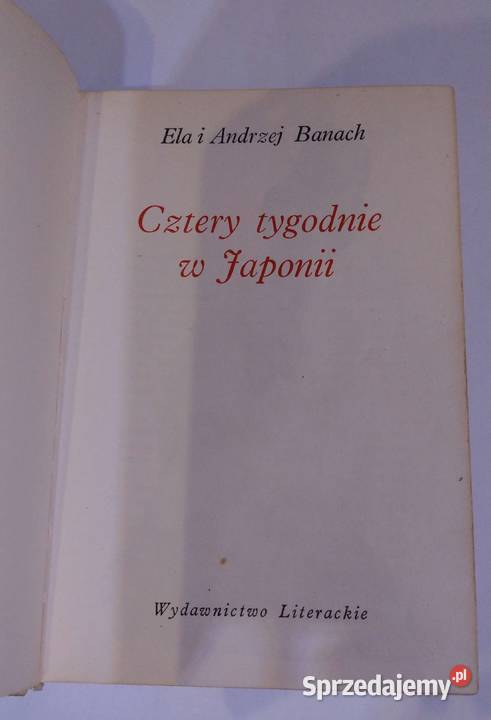 Ela i Andrzej Banach
Cztery tygodnie
w Japonii
Wydawnictwo Literackie
Sprzedajemy.pl